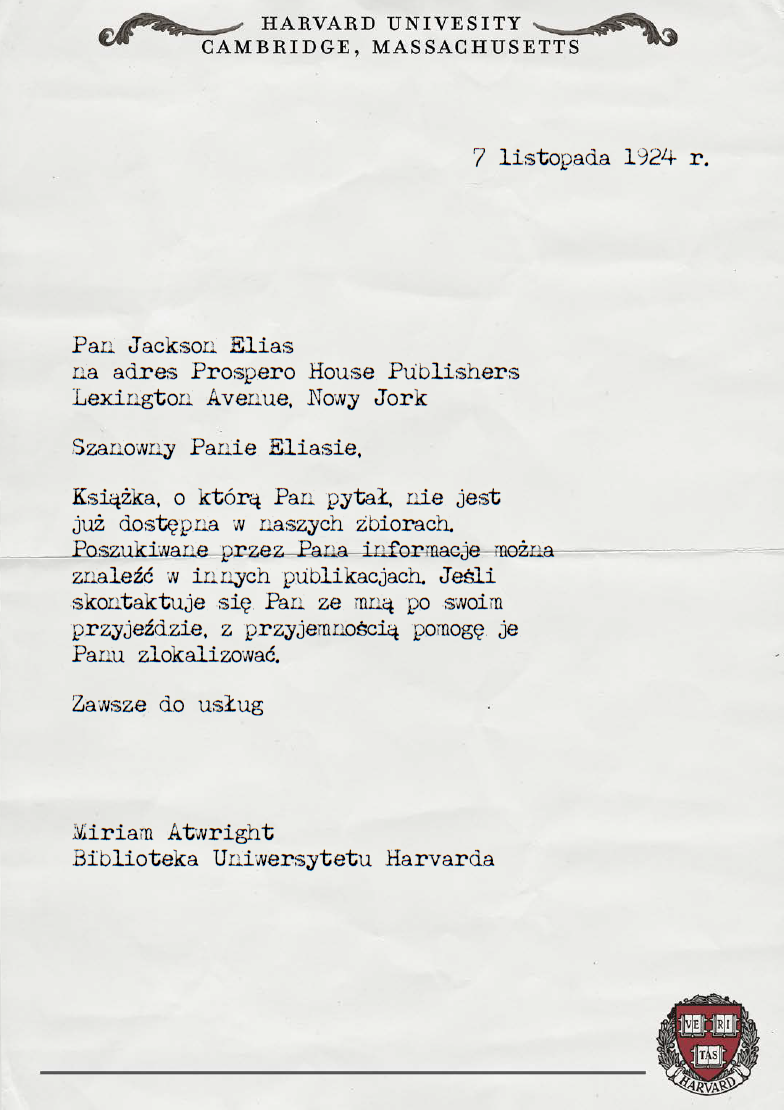 HARVARD UNIVESITY
CAMBRIDGE, MASSACHUSETTS
7 listopada 1924 r.
Pan Jackson Elias
na adres Prospero House Publishers
Lexington Avenue, Nowy Jork
Szanowny Panie Eliasie,
Książka, o którą Pan pytał, nie jest
już dostępna w naszych zbiorach.
Poszukiwane przez Pana informacje można
znaleźć w innych publikacjach. Jeśli
skontaktuje się Pan ze mną po swoim
przyjeździe, z przyjemnością pomogę je
Panu zlokalizować.
Zawsze do usług
Miriam Atwright
Biblioteka Uniwersytetu Harvarda
VE RI
TAS
HARVARD